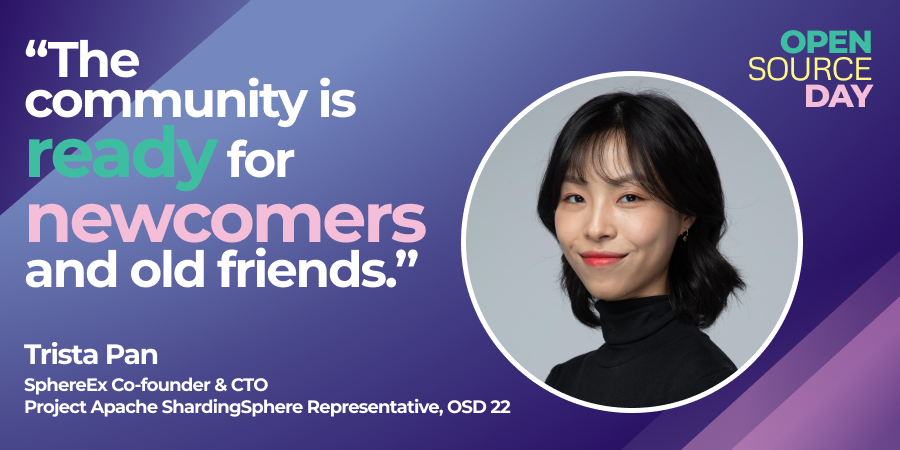 “The
community is
ready for
newcomers
and old friends.”
Trista Pan
SphereEx Co-founder & CTO
Project Apache ShardingSphere Representative, OSD 22
OPEN
SOURCE
DAY